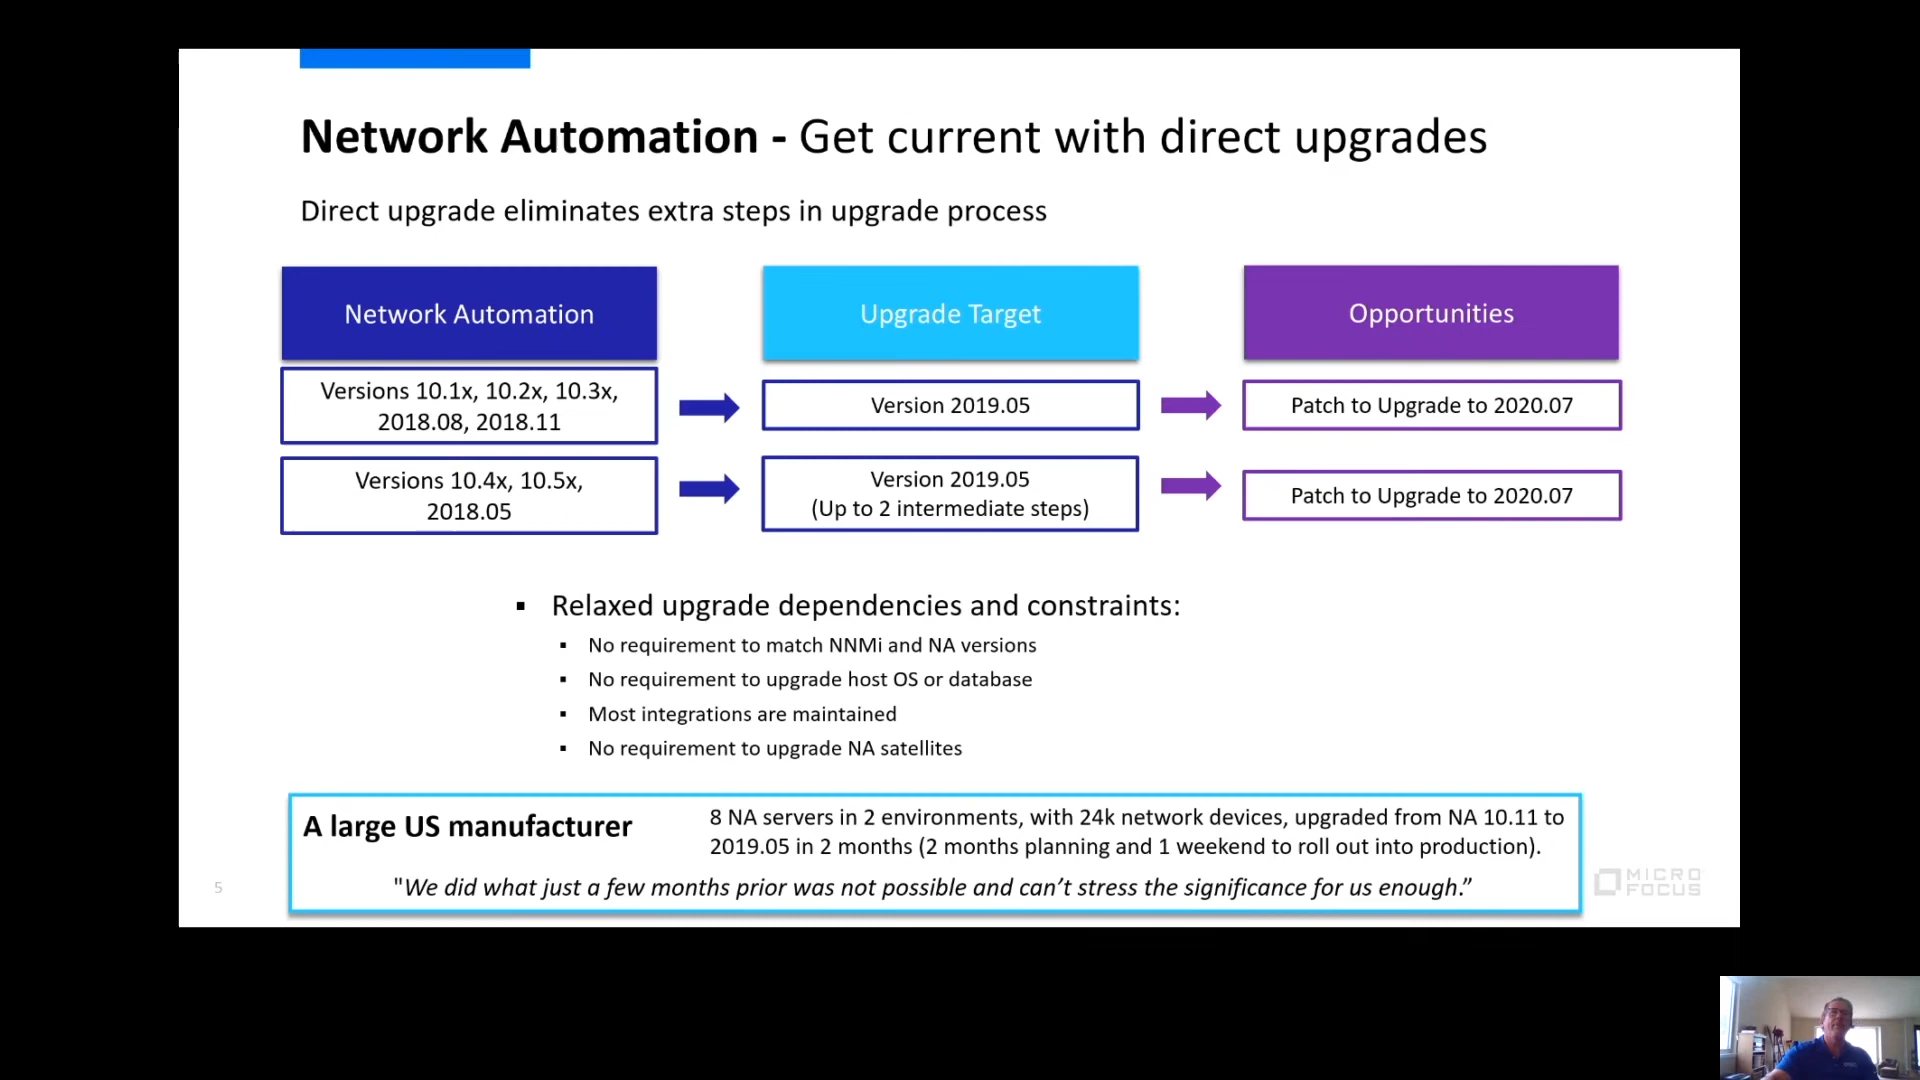 Network Automation - Get current with direct upgrades
Direct upgrade eliminates extra steps in upgrade process
Network Automation
Upgrade Target
Opportunities
Versions 10.1x, 10.2x, 10.3x,
2018.08, 2018.11
Version 2019.05
Patch to Upgrade to 2020.07
Versions 10.4x, 10.5x,
2018.05
Version 2019.05
(Up to 2 intermediate steps)
Patch to Upgrade to 2020.07
▪ Relaxed upgrade dependencies and constraints:
▪ No requirement to match NNMi and NA versions
▪ No requirement to upgrade host OS or database
▪ Most integrations are maintained
▪ No requirement to upgrade NA satellites
A large US manufacturer
8 NA servers in 2 environments, with 24k network devices, upgraded from NA 10.11 to
2019.05 in 2 months (2 months planning and 1 weekend to roll out into production).
"We did what just a few months prior was not possible and can’t stress the significance for us enough.”
5
MICRO
FOCUS